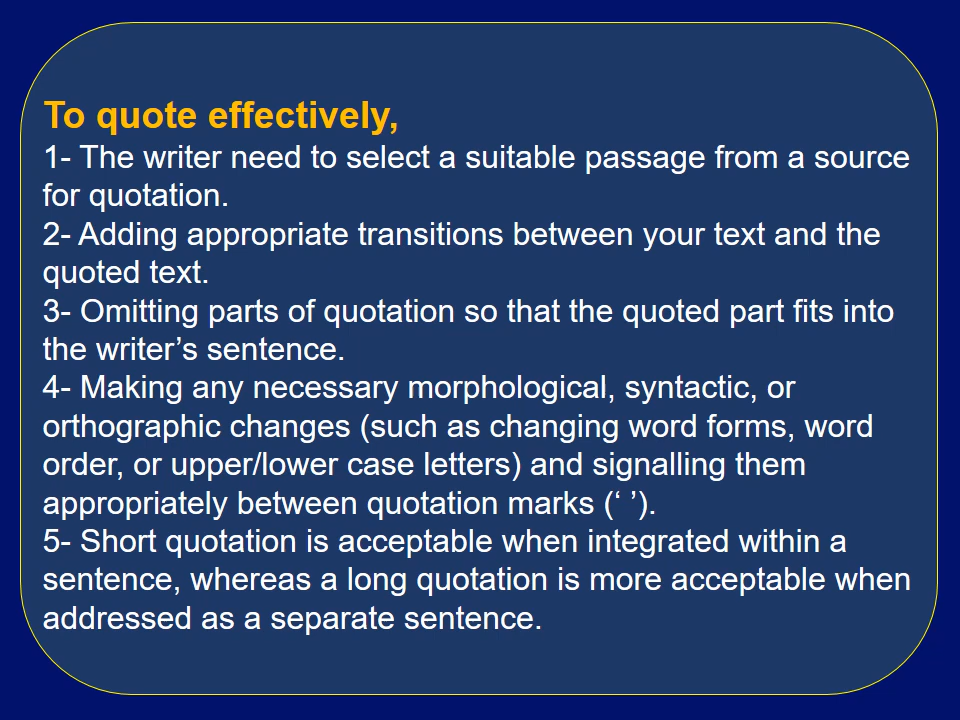 To quote effectively,
1- The writer need to select a suitable passage from a source
for quotation.
2- Adding appropriate transitions between your text and the
quoted text.
3- Omitting parts of quotation so that the quoted part fits into
the writer’s sentence.
4- Making any necessary morphological, syntactic, or
orthographic changes (such as changing word forms, word
order, or upper/lower case letters) and signalling them
appropriately between quotation marks (‘ ’).
5- Short quotation is acceptable when integrated within a
sentence, whereas a long quotation is more acceptable when
addressed as a separate sentence.